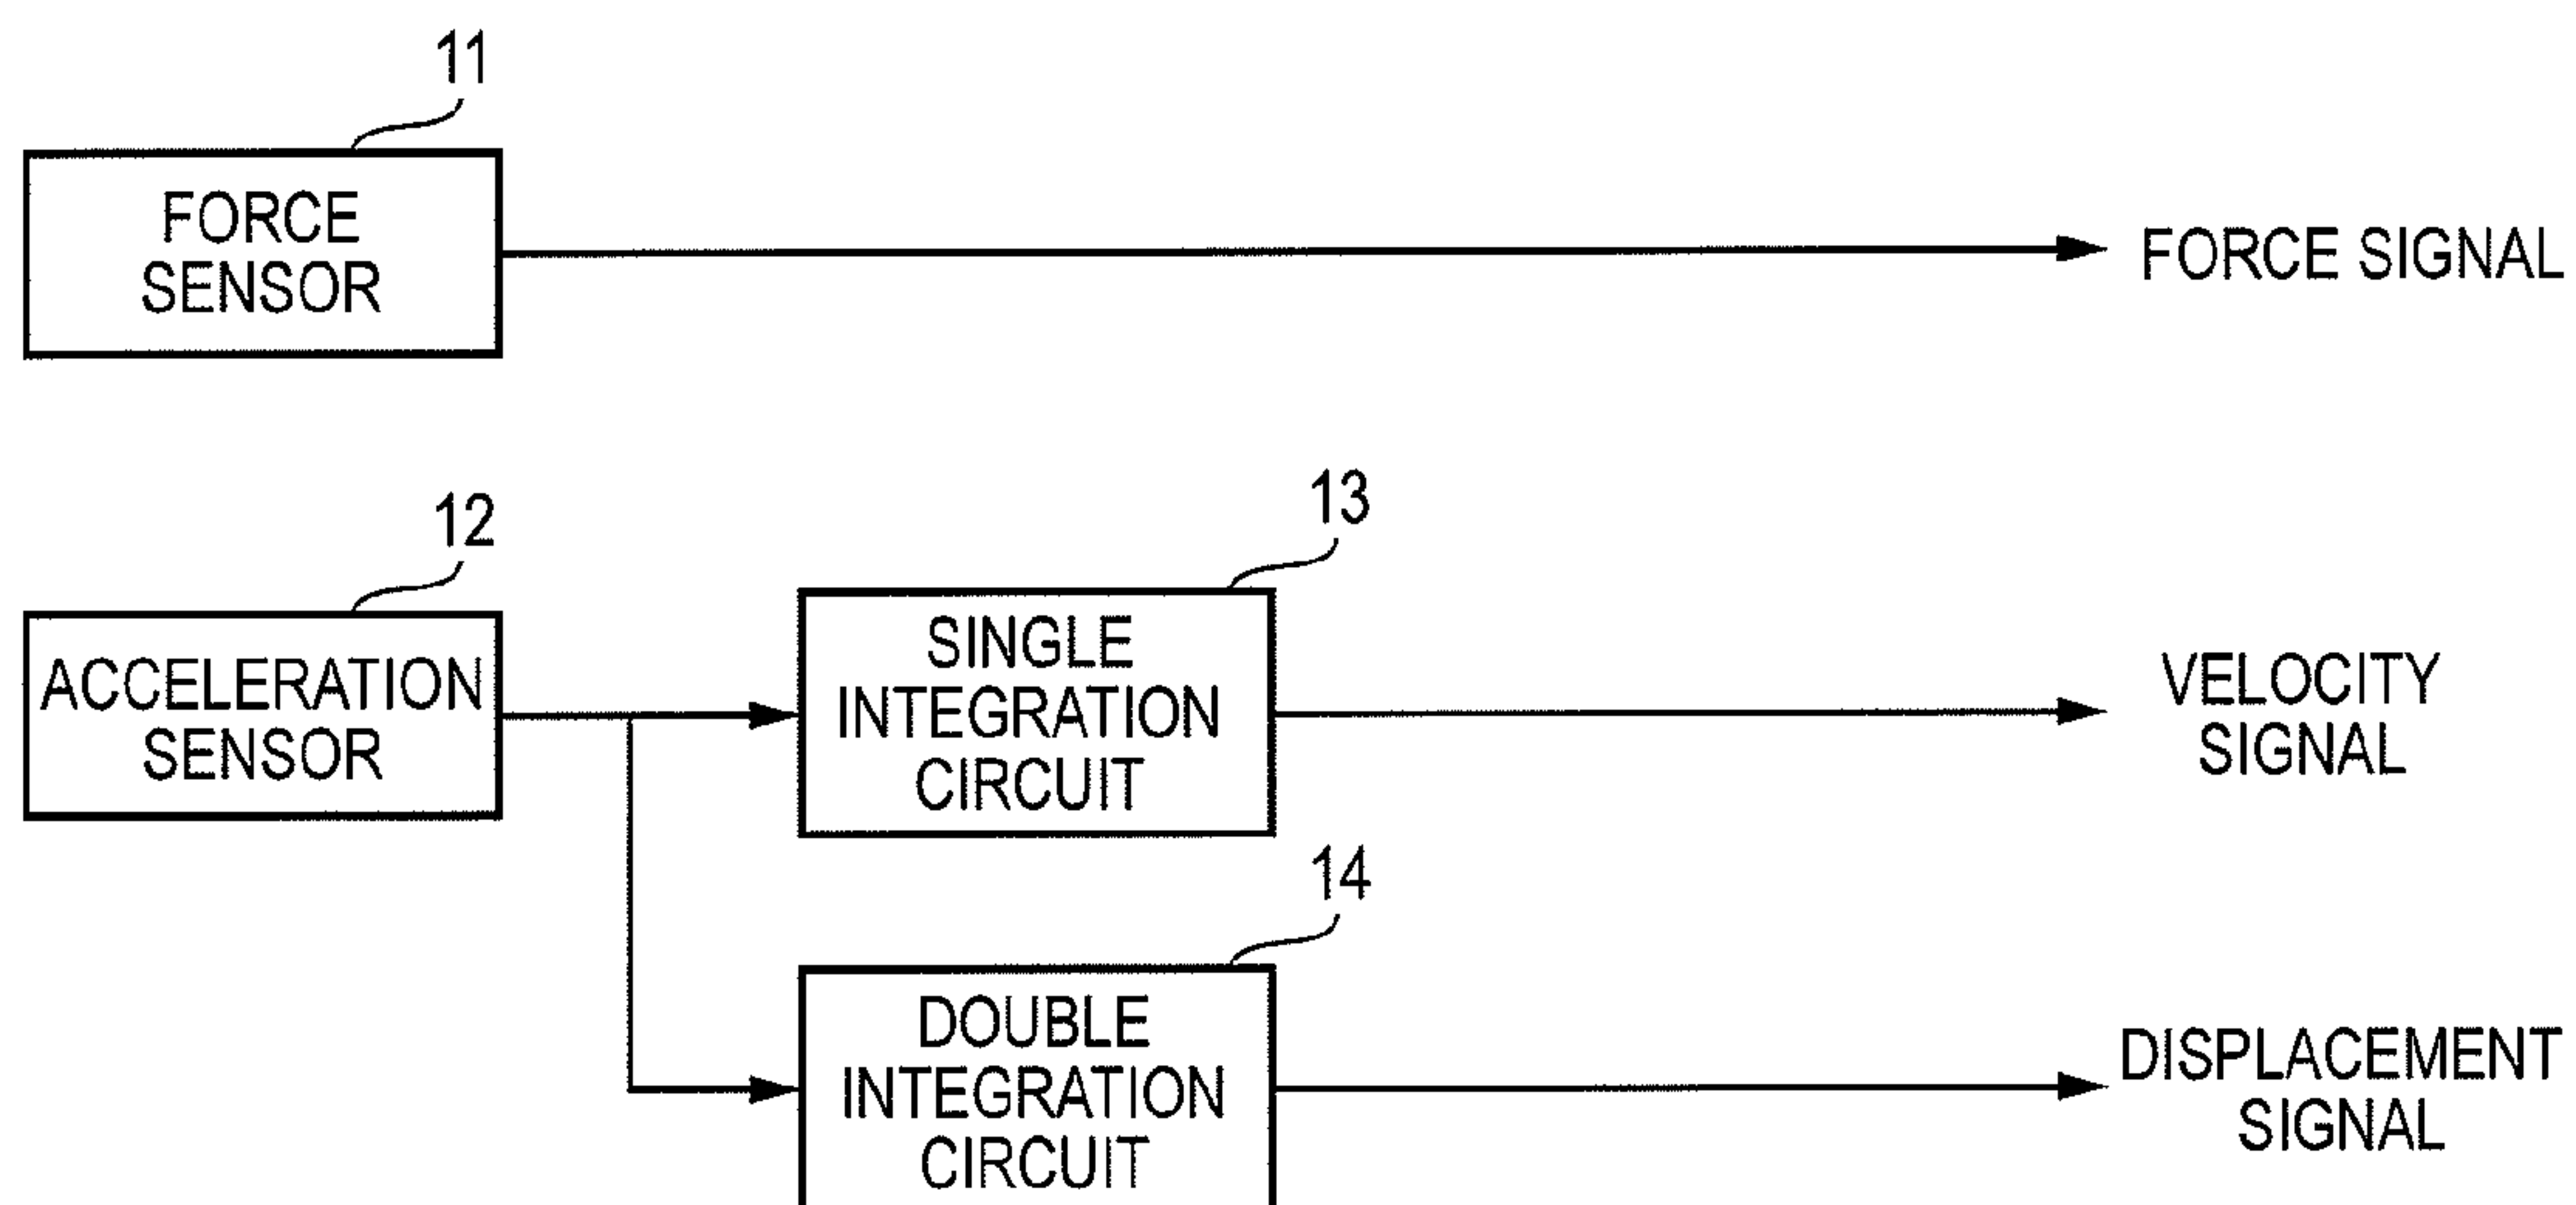 11
FORCE
SENSOR
FORCE SIGNAL
12
ACCELERATION
SENSOR
13
SINGLE
INTEGRATION
CIRCUIT
VELOCITY
SIGNAL
14
DOUBLE
INTEGRATION
CIRCUIT
DISPLACEMENT
SIGNAL